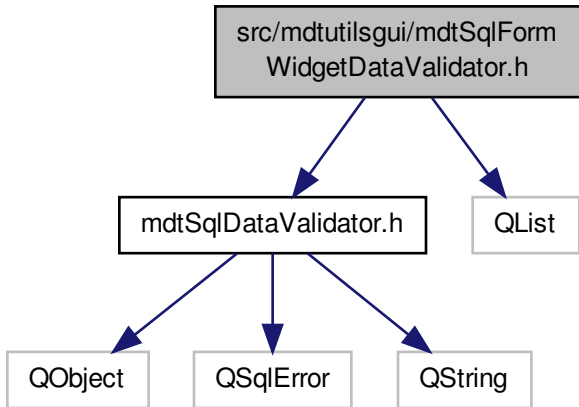 src/mdtutilsgui/mdtSqlForm
WidgetDataValidator.h
mdtSqlDataValidator.h
QList
QObject
QSqlError
QString